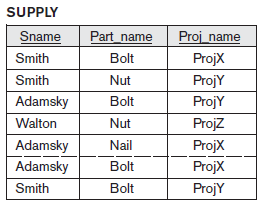 SUPPLY
Sname Part_name Proj_name
Smith Bolt ProjX
Smith Nut ProjY
Adamsky Bolt ProjY
Walton Nut ProjZ
Adamsky Nail ProjX
Adamsky Bolt ProjX
Smith Bolt ProjY